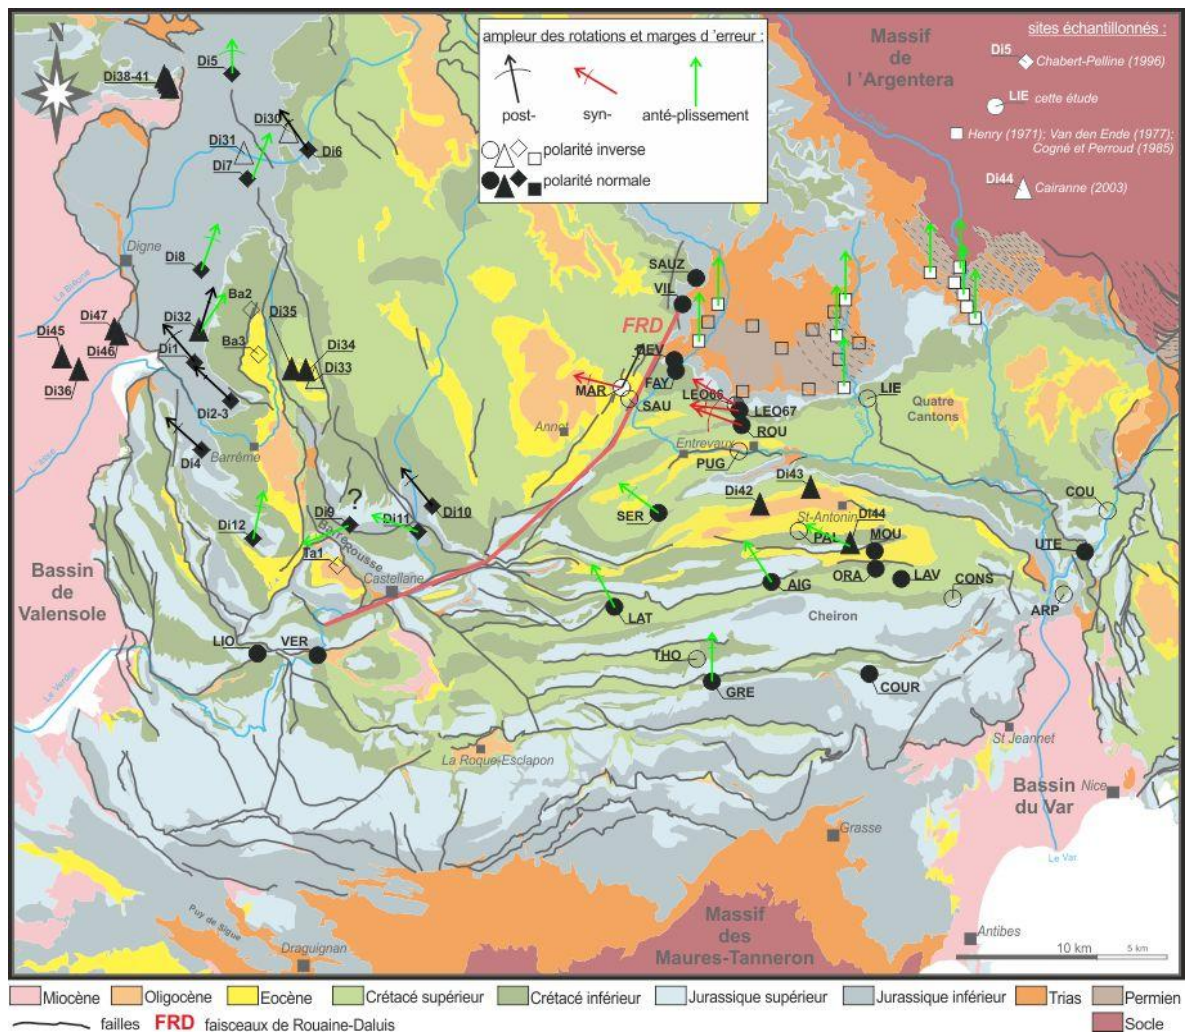 N
ampleur des rotations et marges d 'erreur :
post-
syn-
anté-plissement
polarité inverse
polarité normale
Massif
de
l 'Argentera
sites échantillonnés :
Di5
Chabert-Pelline (1996)
LIE
cette étude
Henry (1971); Van den Ende (1977);
Cogné et Perroud (1985)
Di44
Cairanne (2003)
Di38-41
Di5
Di30
Di31
Di6
Di7
Digne
La Bléone
Di8
Ba2
Di32
Di35
Di47
Di45
Di46
Di1
Ba3
Di34
Di33
Di36
Di2-3
L'asse
Di4
Barrême
SAUZ
VIL
FRD
FAY
MAR
SAU
LEO66
LEO67
LIE
ROU
Quatre
Cantons
Annot
Entrevaux
PUG
Di43
Di42
?
Di10
Di9
Di11
Di12
SER
St-Antonin
Di44
PAL
MOU
COU
UTE
Barre
Rousse
Ta1
Castellane
Bassin
de
Valensole
AIG
ORA
LAV
CONS
ARP
LAT
Cheiron
LIO
VER
THO
GRE
COUR
Le Verdon
La Roque-Esclapon
St Jeannet
Bassin
du Var
Nice
Grasse
Le Var
Puy de Sigue
Draguignan
Massif
des
Maures-Tanneron
Antibes
10 km
5 km
Miocène
Oligocène
Eocène
Crétacé supérieur
Crétacé inférieur
Jurassique supérieur
Jurassique inférieur
Trias
Permien
failles
FRD
faisceaux de Rouaine-Daluis
Socle